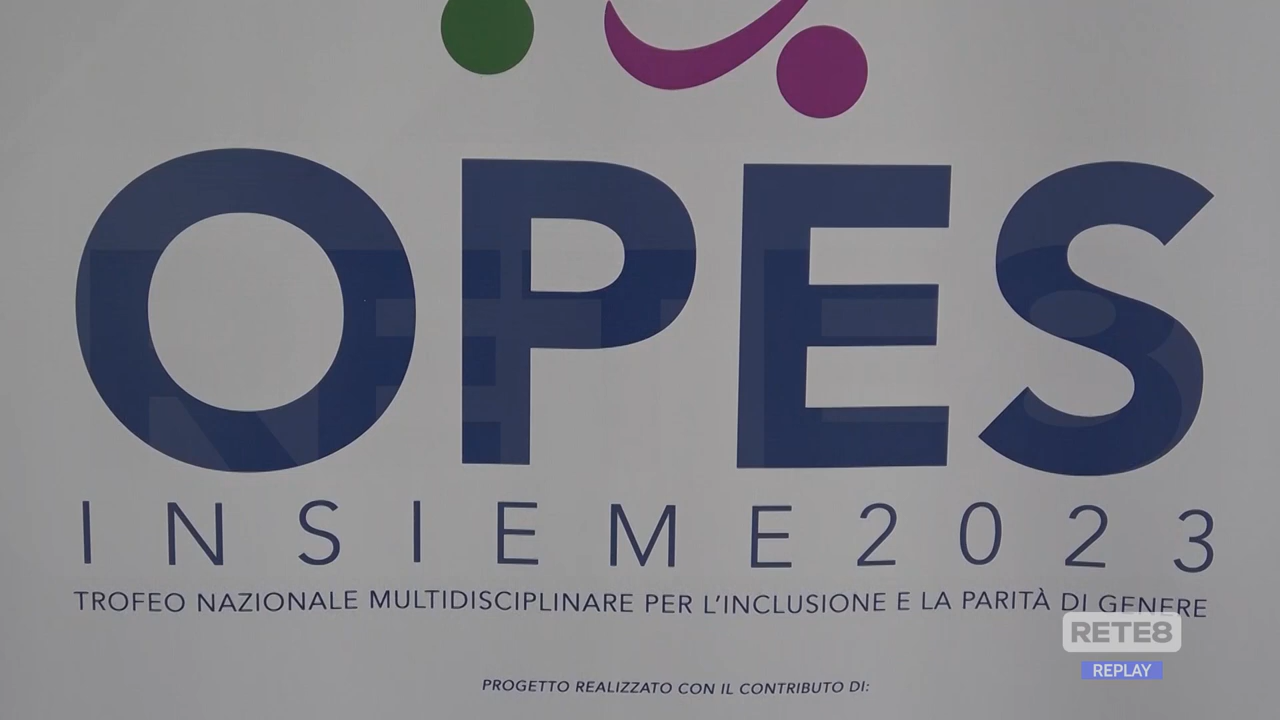 OPES
INSIEME2023
TROFEO NAZIONALE MULTIDISCIPLINARE PER L'INCLUSIONE E LA PARITÀ DI GENERE
RETE8
REPLAY
PROGETTO REALIZZATO CON IL CONTRIBUTO DI: